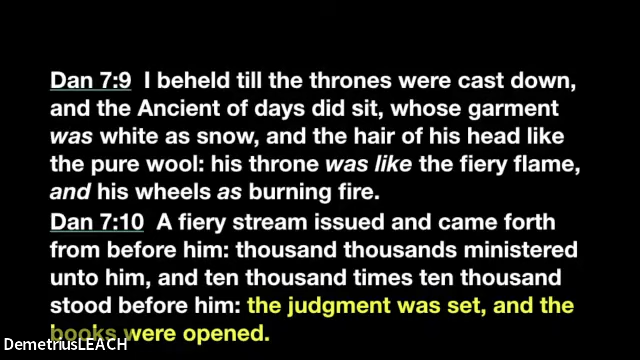 Dan 7:9 I beheld till the thrones were cast down,
and the Ancient of days did sit, whose garment
was white as snow, and the hair of his head like
the pure wool: his throne was like the fiery flame,
and his wheels as burning fire.
Dan 7:10 A fiery stream issued and came forth
from before him: thousand thousands ministered
unto him, and ten thousand times ten thousand
stood before him: the judgment was set, and the
books were opened.
DemetriusLEACH